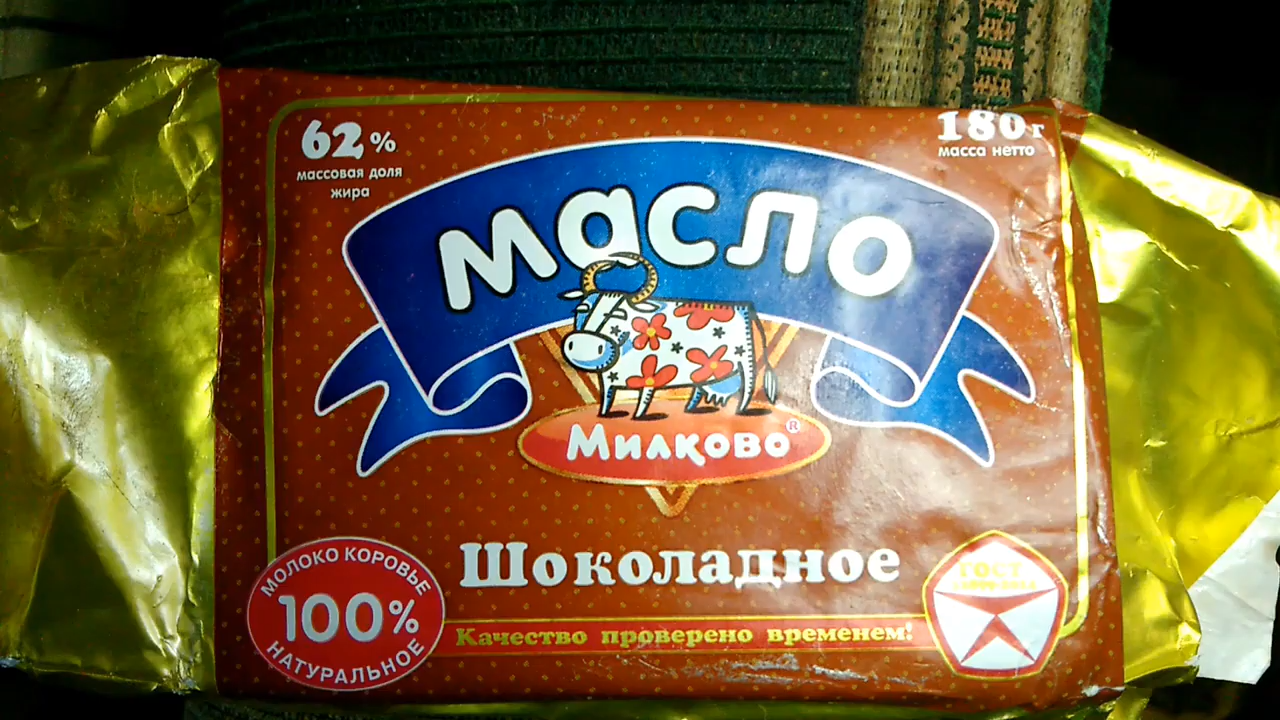 62%
массовая доля
жира
180г
масса нетто
Масло
Милково®
Шоколадное
МОЛОКО КОРОВЬЕ
100%
НАТУРАЛЬНОЕ
Качество проверено временем!
ГОСТ